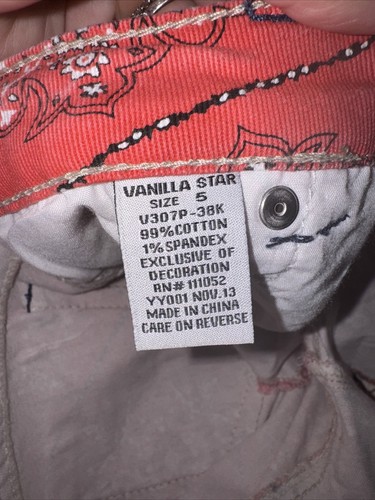 VANILLA STAR
SIZE 5
V307P-38K
99% COTTON
1% SPANDEX
EXCLUSIVE OF
DECORATION
RN# 111052
YY001 NOV.13
MADE IN CHINA
CARE ON REVERSE